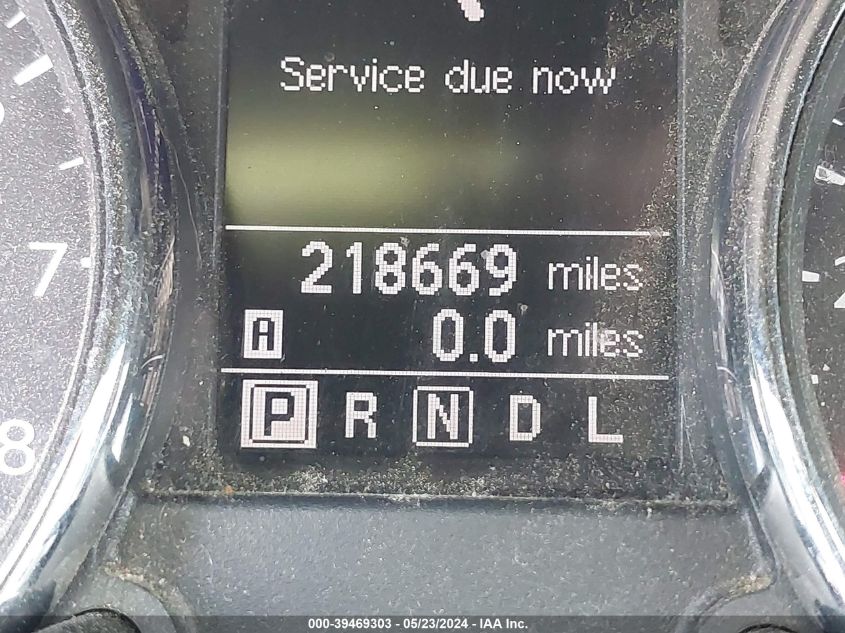 Service due now
7
218669 miles
A 0.0 miles
P R N D L
8
000-39469303 - 05/23/2024 - IAA Inc.